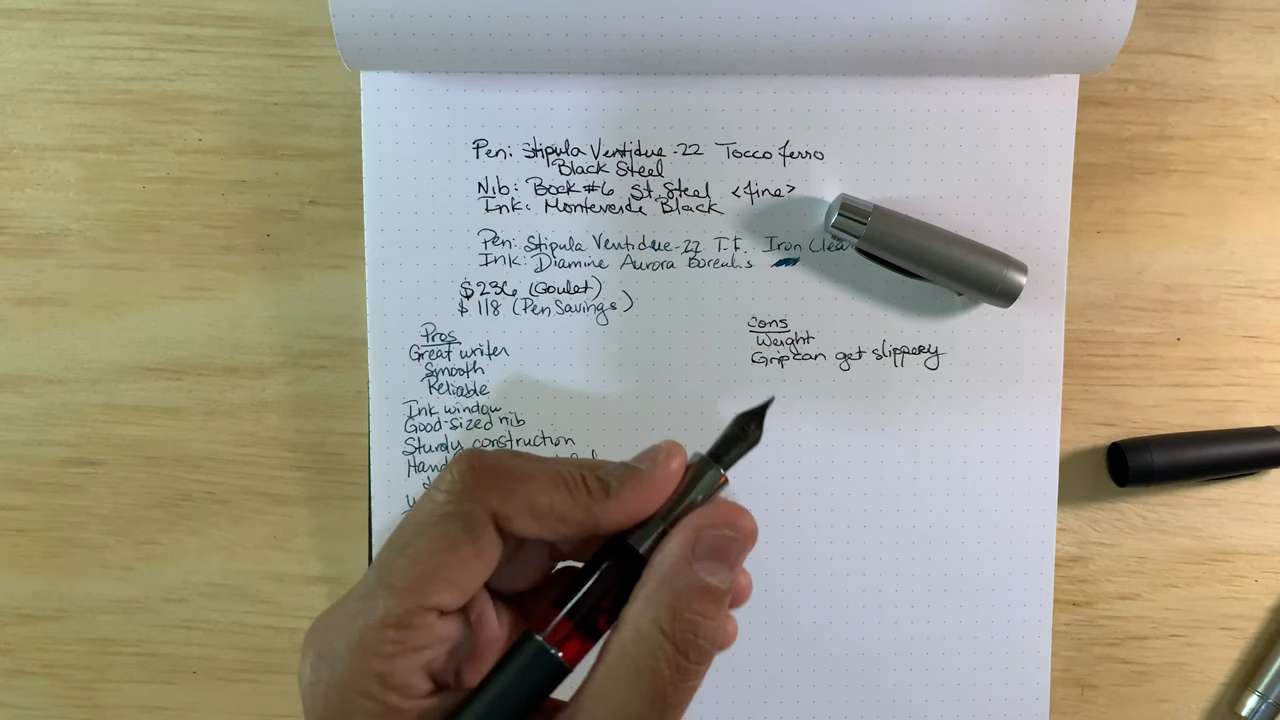 Pen: Stipula Ventidue-22 Tocco ferro
Black Steel
Nib: Bock #6 St. Steel <fine>
Ink: Monteverde Black
Pen: Stipula Ventidue-22 T.f. Iron Clear
Ink: Diamine Aurora Borealis
$236 (Goulet)
$118 (Pen Savings)
Pros
Great writer
Smooth
Reliable
Ink window
Good-sized nib
Sturdy construction
Cons
Weight
Grip can get slippery